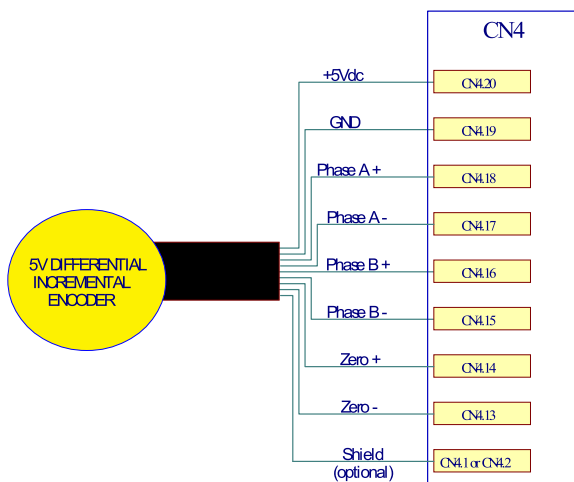 CN4
+5Vdc
CN4.20
GND
CN4.19
Phase A +
CN4.18
Phase A -
CN4.17
5V DIFFERENTIAL
INCREMENTAL
ENCODER
Phase B +
CN4.16
Phase B -
CN4.15
Zero +
CN4.14
Zero -
CN4.13
Shield
(optional)
CN4.1 or CN4.2